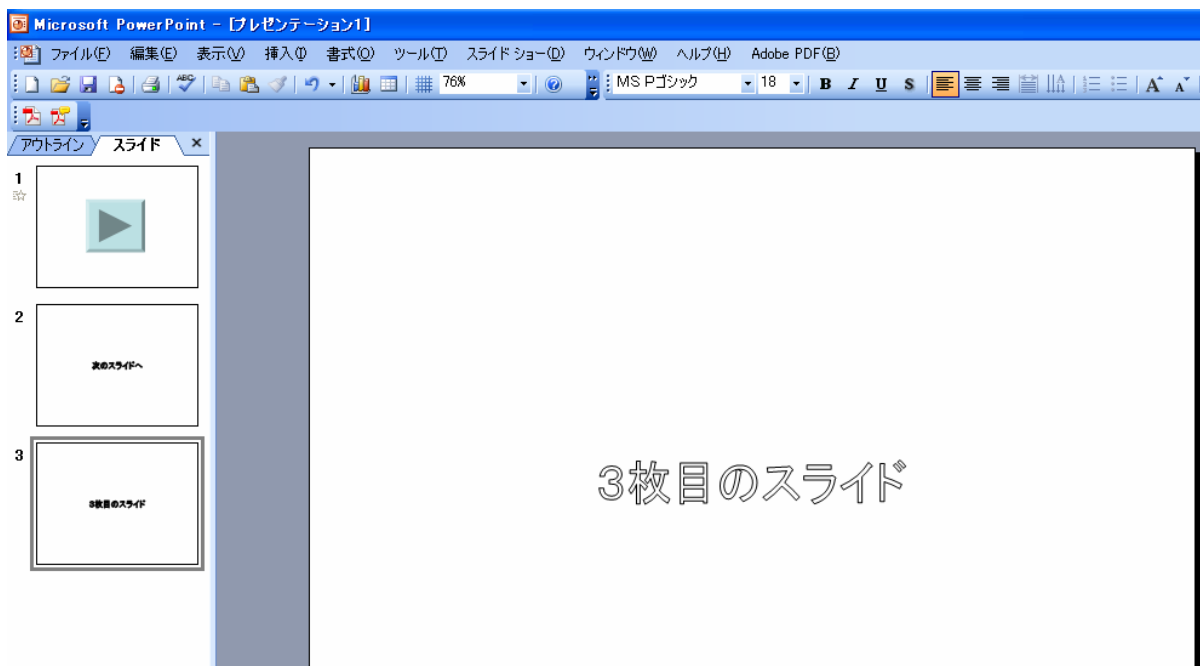 Microsoft PowerPoint - [プレゼンテーション1]
ファイル(F) 編集(E) 表示(V) 挿入(I) 書式(O) ツール(T) スライド ショー(D) ウィンドウ(W) ヘルプ(H) Adobe PDF(B)
ABC 76% MS Pゴシック 18 B I U S A A
アウトライン スライド ×
1
2
次のスライドへ
3
3枚目のスライド
3枚目のスライド